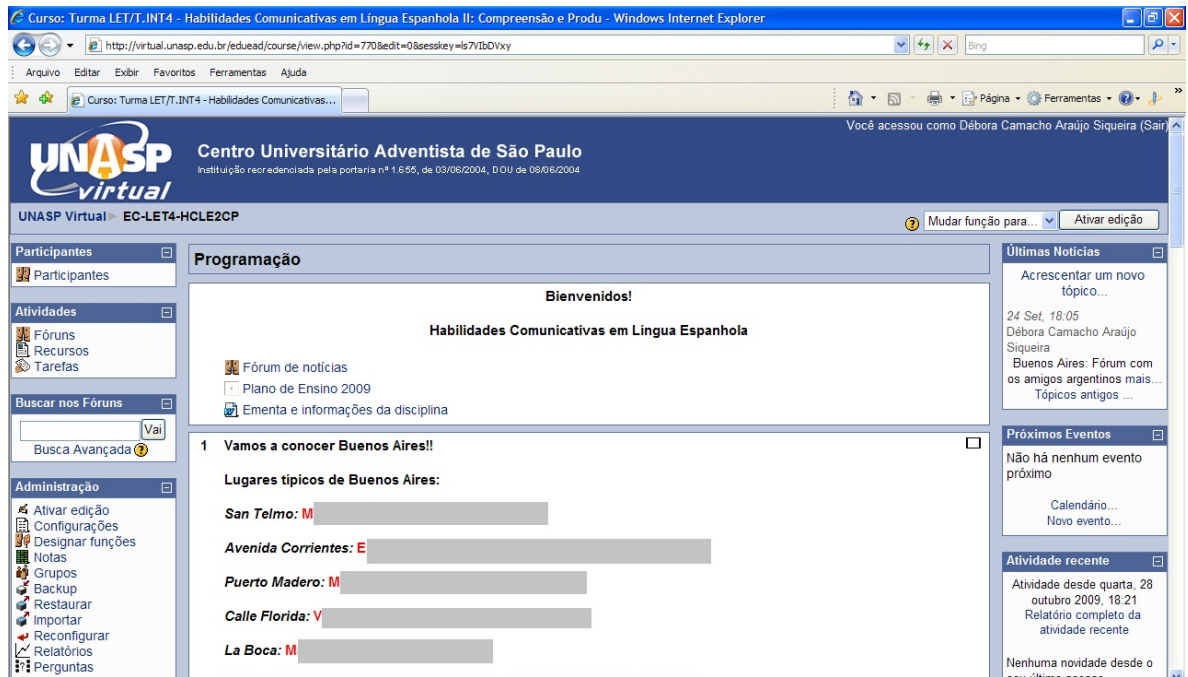 Curso: Turma LET/T.INT4 - Habilidades Comunicativas em Língua Espanhola II: Compreensão e Produ - Windows Internet Explorer
http://virtual.unasp.edu.br/eduead/course/view.php?id=770&edit=0&sesskey=ls7VIbDVxy
Bing
Arquivo Editar Exibir Favoritos Ferramentas Ajuda
Curso: Turma LET/T.INT4 - Habilidades Comunicativas...
Página Ferramentas
Você acessou como Débora Camacho Araújo Siqueira (Sair)
UNASP
virtual
Centro Universitário Adventista de São Paulo
Instituição recredenciada pela portaria nº 1.655, de 03/06/2004, DOU de 08/06/2004
UNASP Virtual EC-LET4-HCLE2CP
Mudar função para...
Ativar edição
Participantes
Participantes
Atividades
Fóruns
Recursos
Tarefas
Buscar nos Fóruns
Vai
Busca Avançada
Administração
Ativar edição
Configurações
Designar funções
Notas
Grupos
Backup
Restaurar
Importar
Reconfigurar
Relatórios
Perguntas
Programação
Bienvenidos!
Habilidades Comunicativas em Lingua Espanhola
Fórum de notícias
Plano de Ensino 2009
Ementa e informações da disciplina
1 Vamos a conocer Buenos Aires!!
Lugares típicos de Buenos Aires:
San Telmo: M
Avenida Corrientes: E
Puerto Madero: M
Calle Florida: V
La Boca: M
Últimas Notícias
Acrescentar um novo
tópico...
24 Set, 18:05
Débora Camacho Araújo
Siqueira
Buenos Aires: Fórum com
os amigos argentinos mais...
Tópicos antigos ...
Próximos Eventos
Não há nenhum evento
próximo
Calendário...
Novo evento...
Atividade recente
Atividade desde quarta, 28
outubro 2009, 18:21
Relatório completo da
atividade recente
Nenhuma novidade desde o